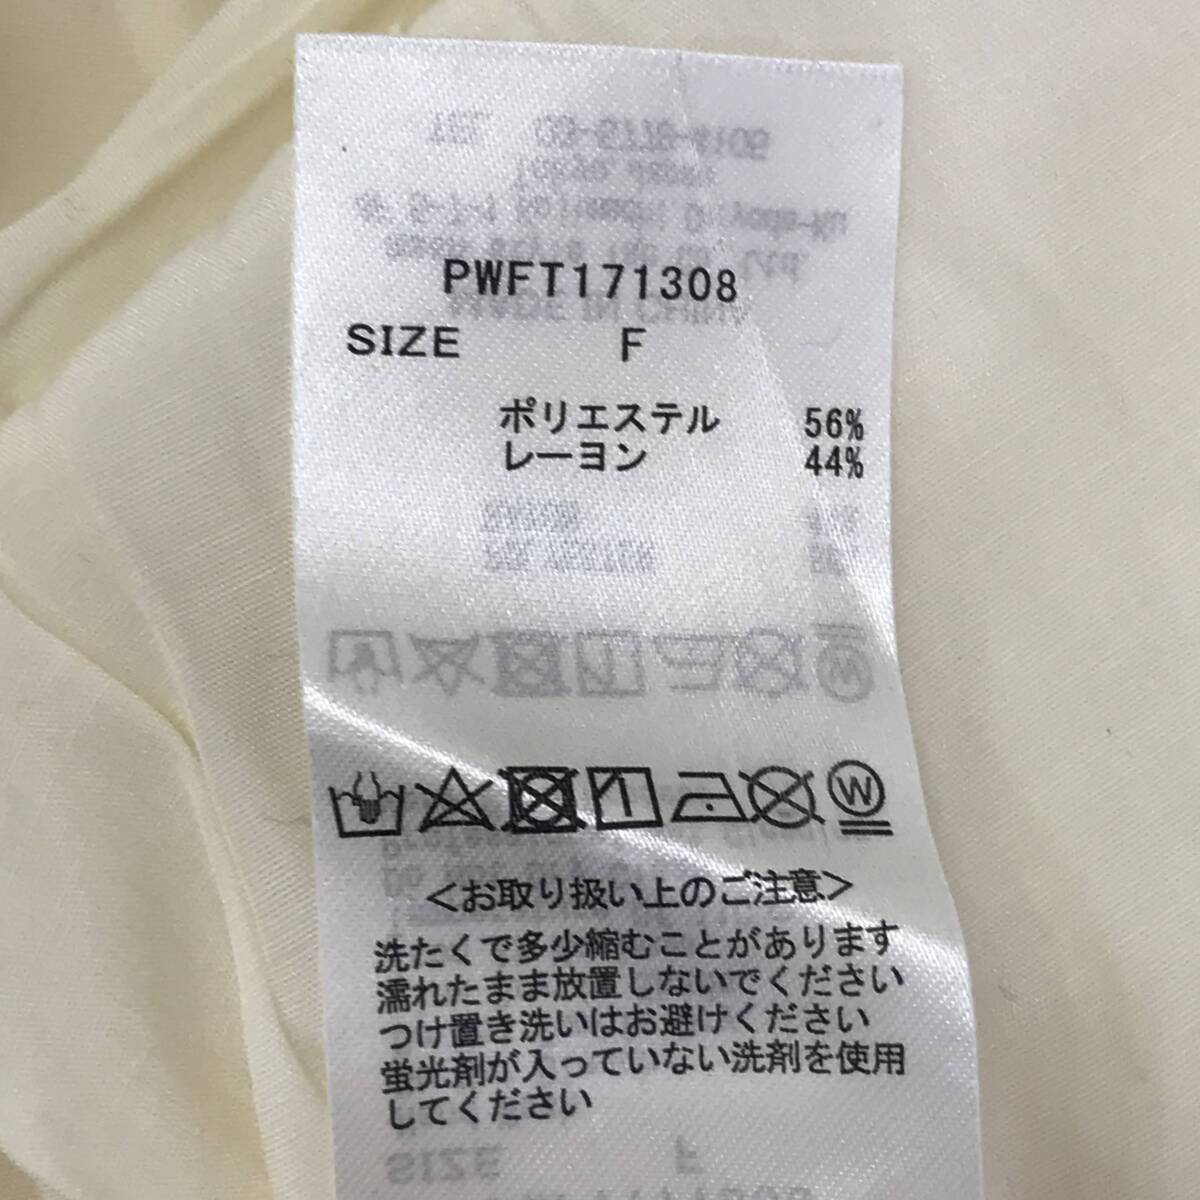 PWFT171308
SIZE F
ポリエステル 56%
レーヨン 44%
W
<お取り扱い上のご注意>
洗たくで多少縮むことがあります
濡れたまま放置しないでください
つけ置き洗いはお避けください
蛍光剤が入っていない洗剤を使用
してください